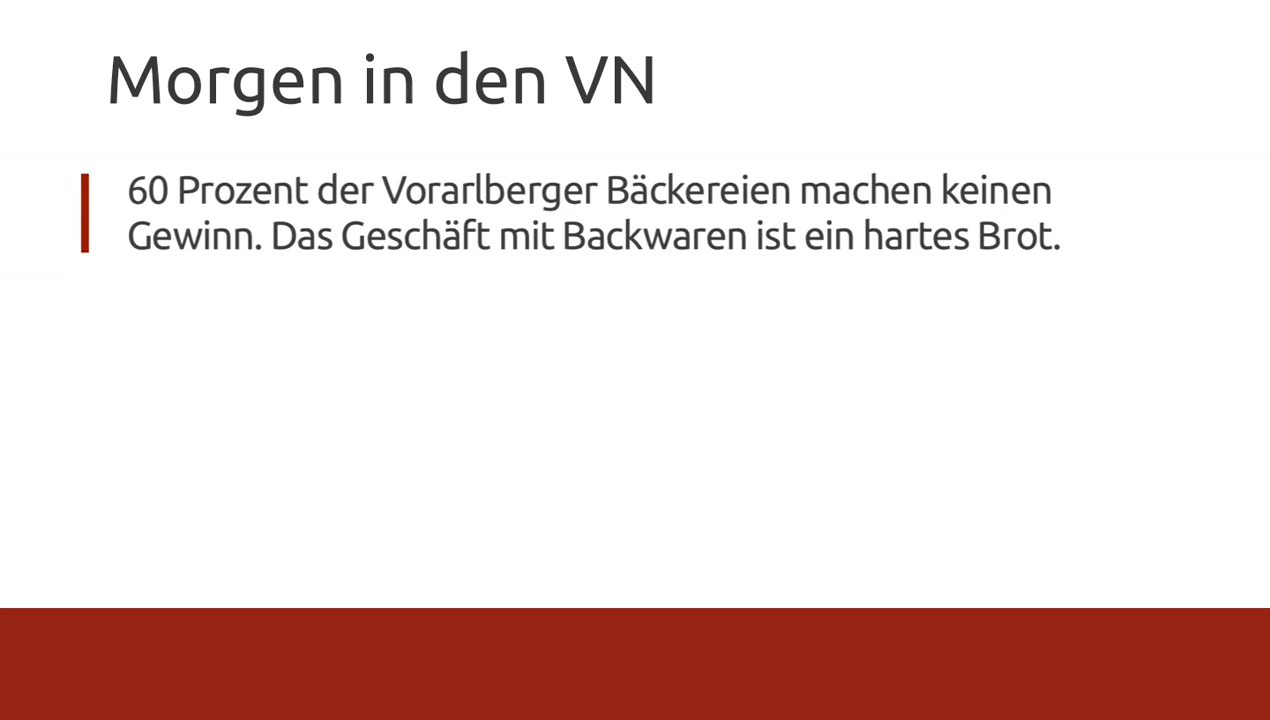 Morgen in den VN
60 Prozent der Vorarlberger Bäckereien machen keinen
Gewinn. Das Geschäft mit Backwaren ist ein hartes Brot.